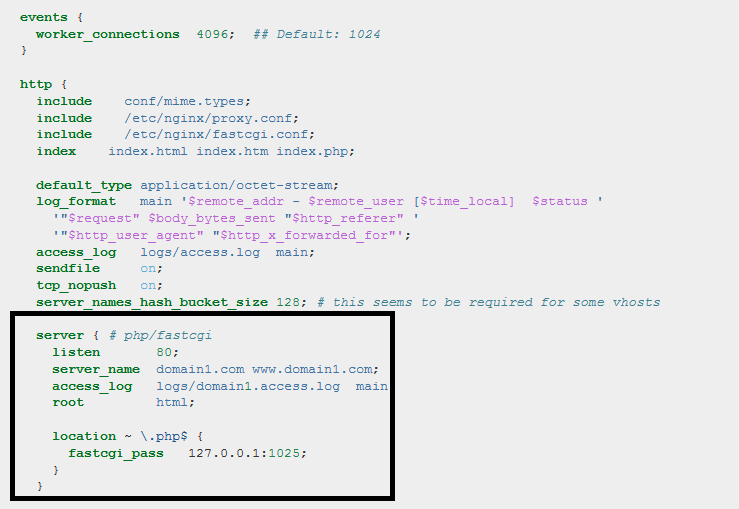 events {
  worker_connections  4096;  ## Default: 1024
}
http {
  include    conf/mime.types;
  include    /etc/nginx/proxy.conf;
  include    /etc/nginx/fastcgi.conf;
  index    index.html index.htm index.php;
  default_type application/octet-stream;
  log_format   main '$remote_addr - $remote_user [$time_local]  $status '
    '"$request" $body_bytes_sent "$http_referer" '
    '"$http_user_agent" "$http_x_forwarded_for"';
  access_log   logs/access.log  main;
  sendfile     on;
  tcp_nopush   on;
  server_names_hash_bucket_size 128; # this seems to be required for some vhosts
  server { # php/fastcgi
    listen       80;
    server_name  domain1.com www.domain1.com;
    access_log   logs/domain1.access.log  main
    root         html;
    location ~ \.php$ {
      fastcgi_pass   127.0.0.1:1025;
    }
  }